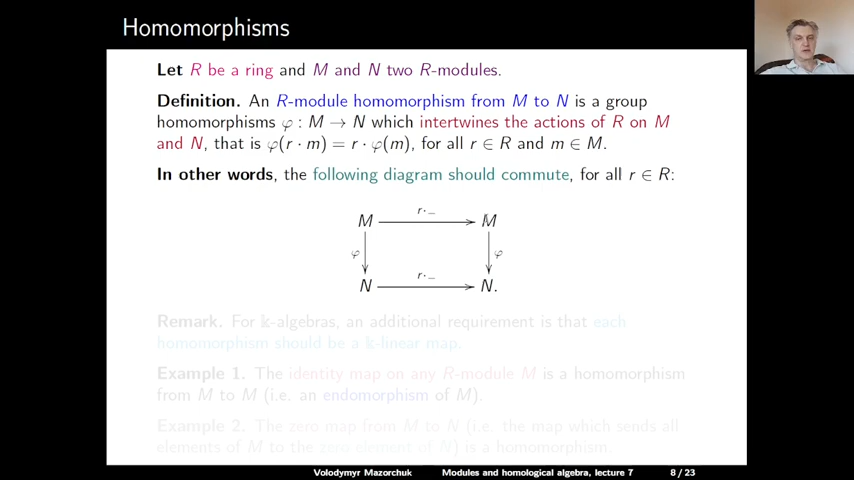 Homomorphisms
Let R be a ring and M and N two R-modules.
Definition. An R-module homomorphism from M to N is a group
homomorphisms φ : M → N which intertwines the actions of R on M
and N, that is φ(r · m) = r · φ(m), for all r ∈ R and m ∈ M.
In other words, the following diagram should commute, for all r ∈ R:
r·_
M M
φ φ
r·_
N N.
Remark. For 𝕜-algebras, an additional requirement is that each
homomorphism should be a 𝕜-linear map.
Example 1. The identity map on any R-module M is a homomorphism
from M to M (i.e. an endomorphism of M).
Example 2. The zero map from M to N (i.e. the map which sends all
elements of M to the zero element of N) is a homomorphism.
Volodymyr Mazorchuk Modules and homological algebra, lecture 7 8 / 23